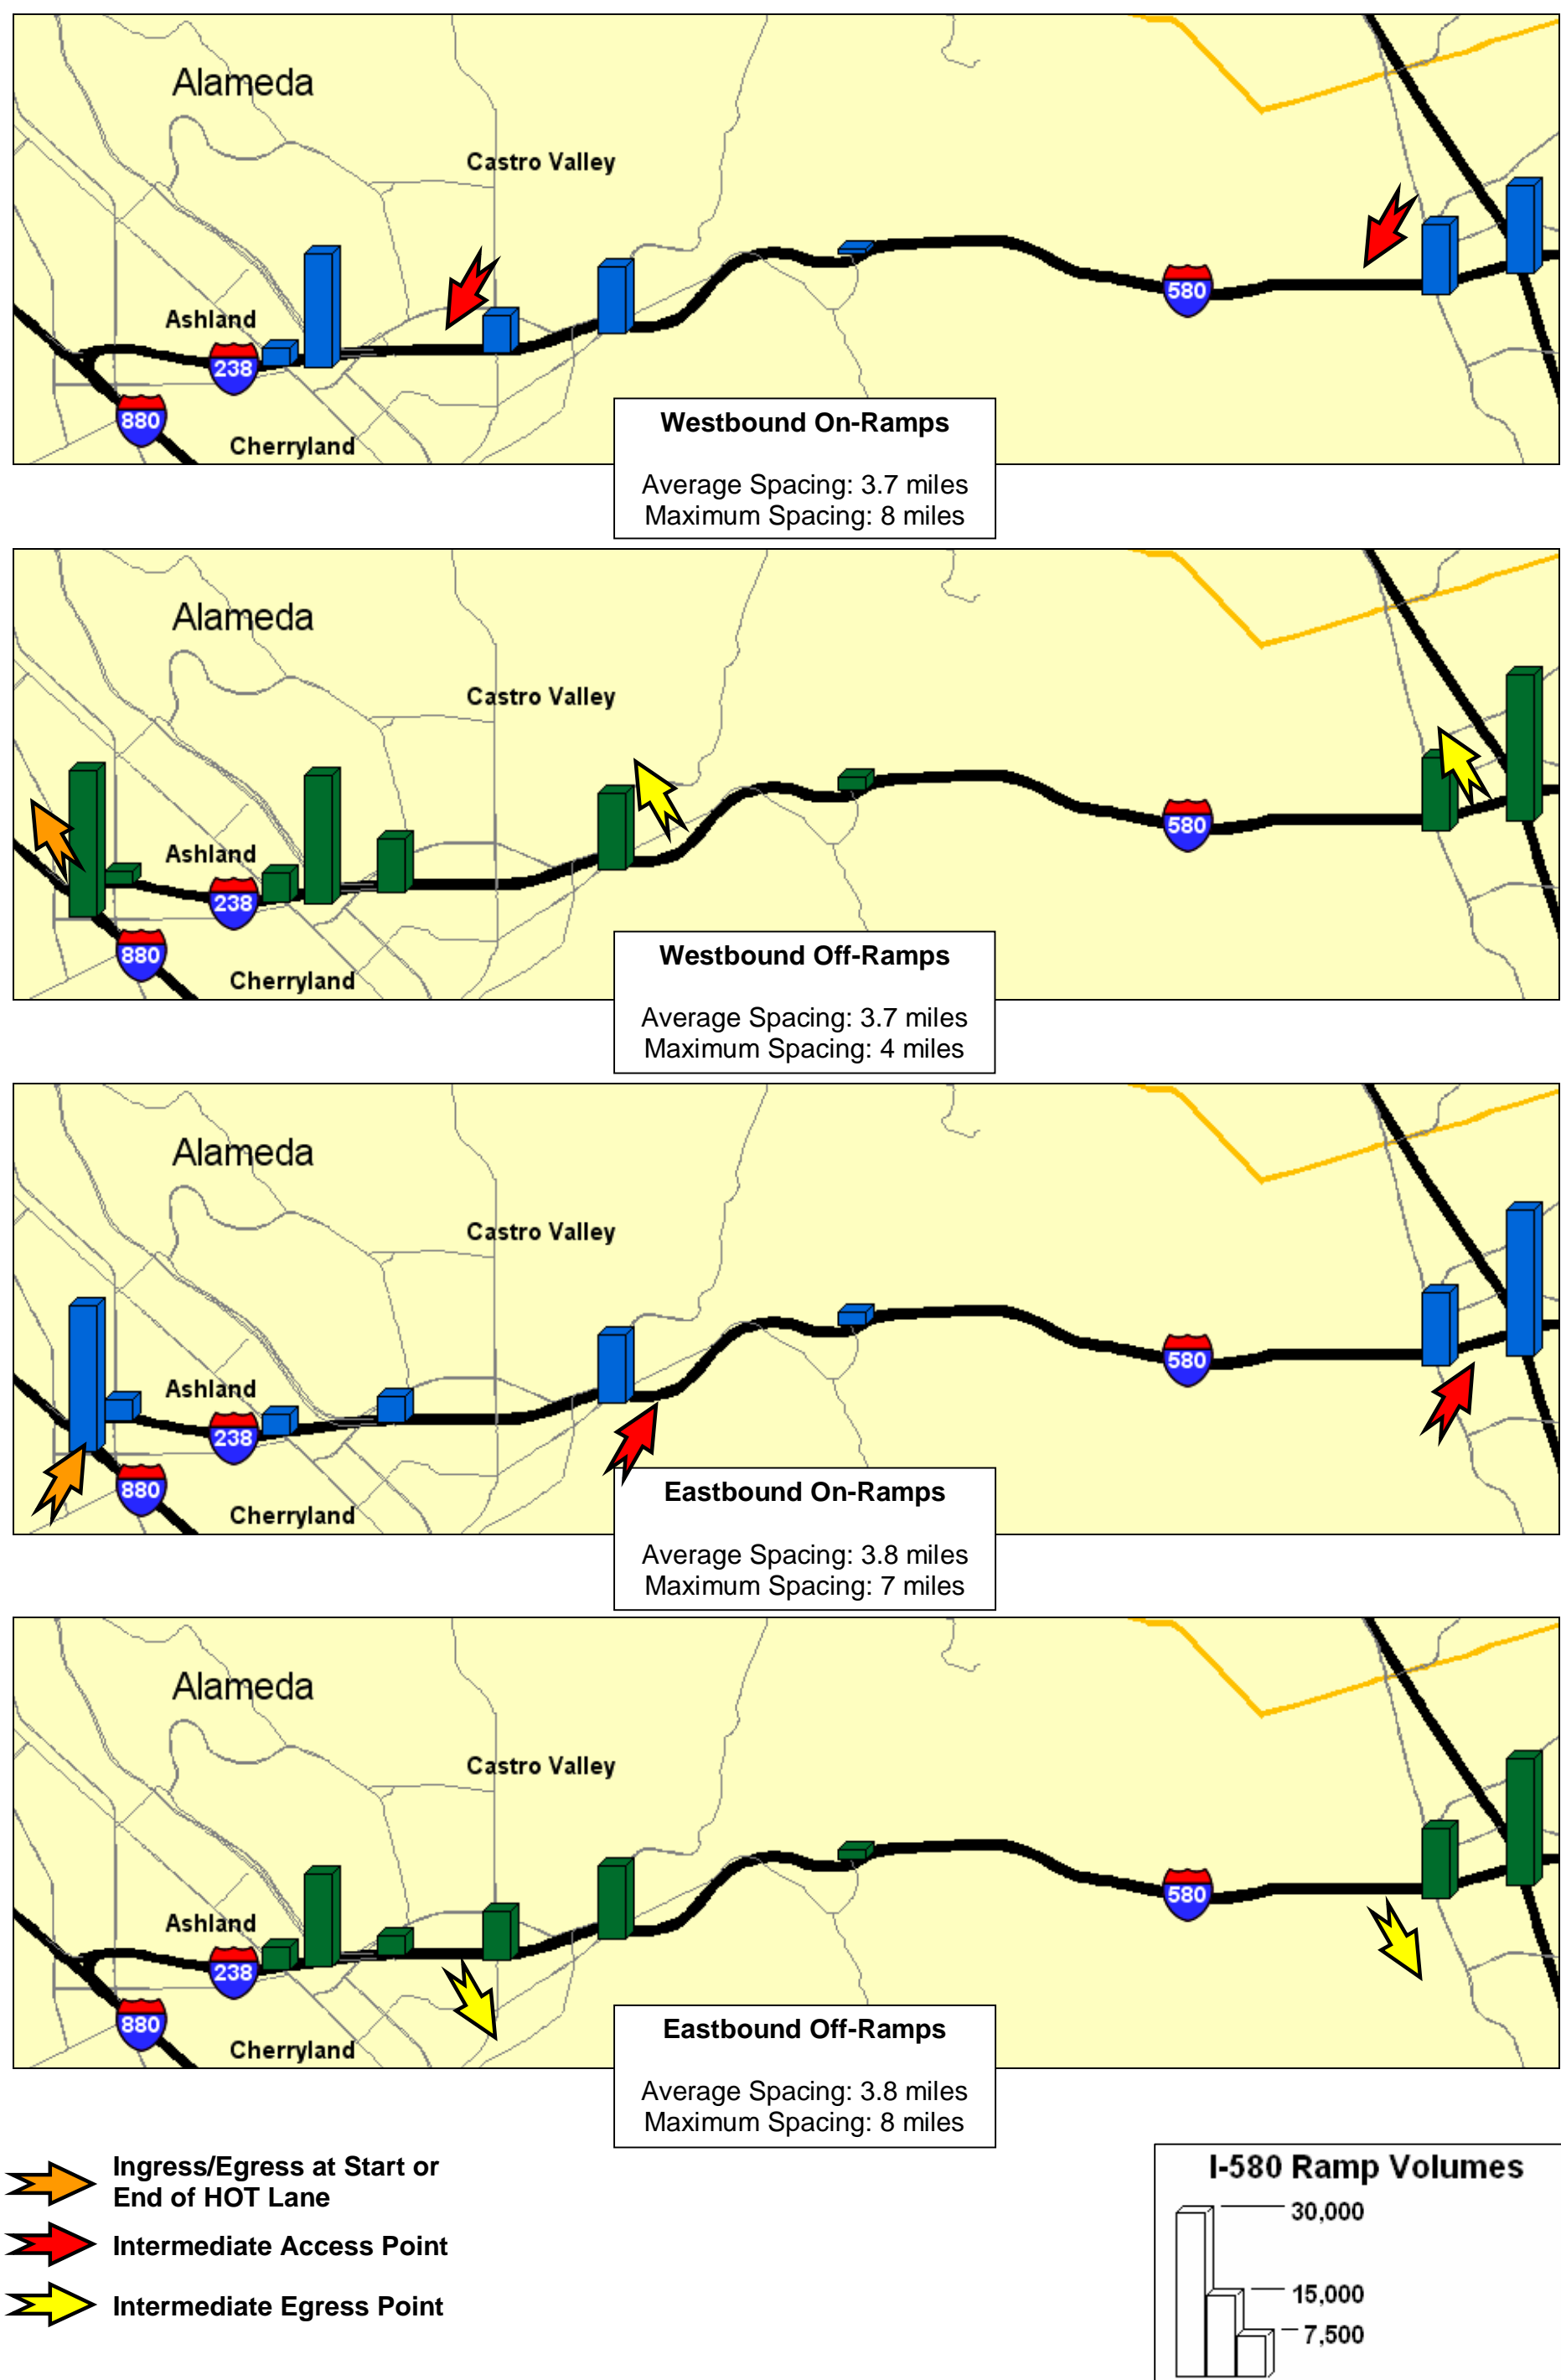 Alameda
Castro Valley
580
Ashland
238
880
Cherryland
Westbound On-Ramps
Average Spacing: 3.7 miles
Maximum Spacing: 8 miles
Alameda
Castro Valley
580
Ashland
238
880
Cherryland
Westbound Off-Ramps
Average Spacing: 3.7 miles
Maximum Spacing: 4 miles
Alameda
Castro Valley
580
Ashland
238
880
Cherryland
Eastbound On-Ramps
Average Spacing: 3.8 miles
Maximum Spacing: 7 miles
Alameda
Castro Valley
580
Ashland
238
880
Cherryland
Eastbound Off-Ramps
Average Spacing: 3.8 miles
Maximum Spacing: 8 miles
Ingress/Egress at Start or
End of HOT Lane
Intermediate Access Point
Intermediate Egress Point
I-580 Ramp Volumes
30,000
15,000
7,500